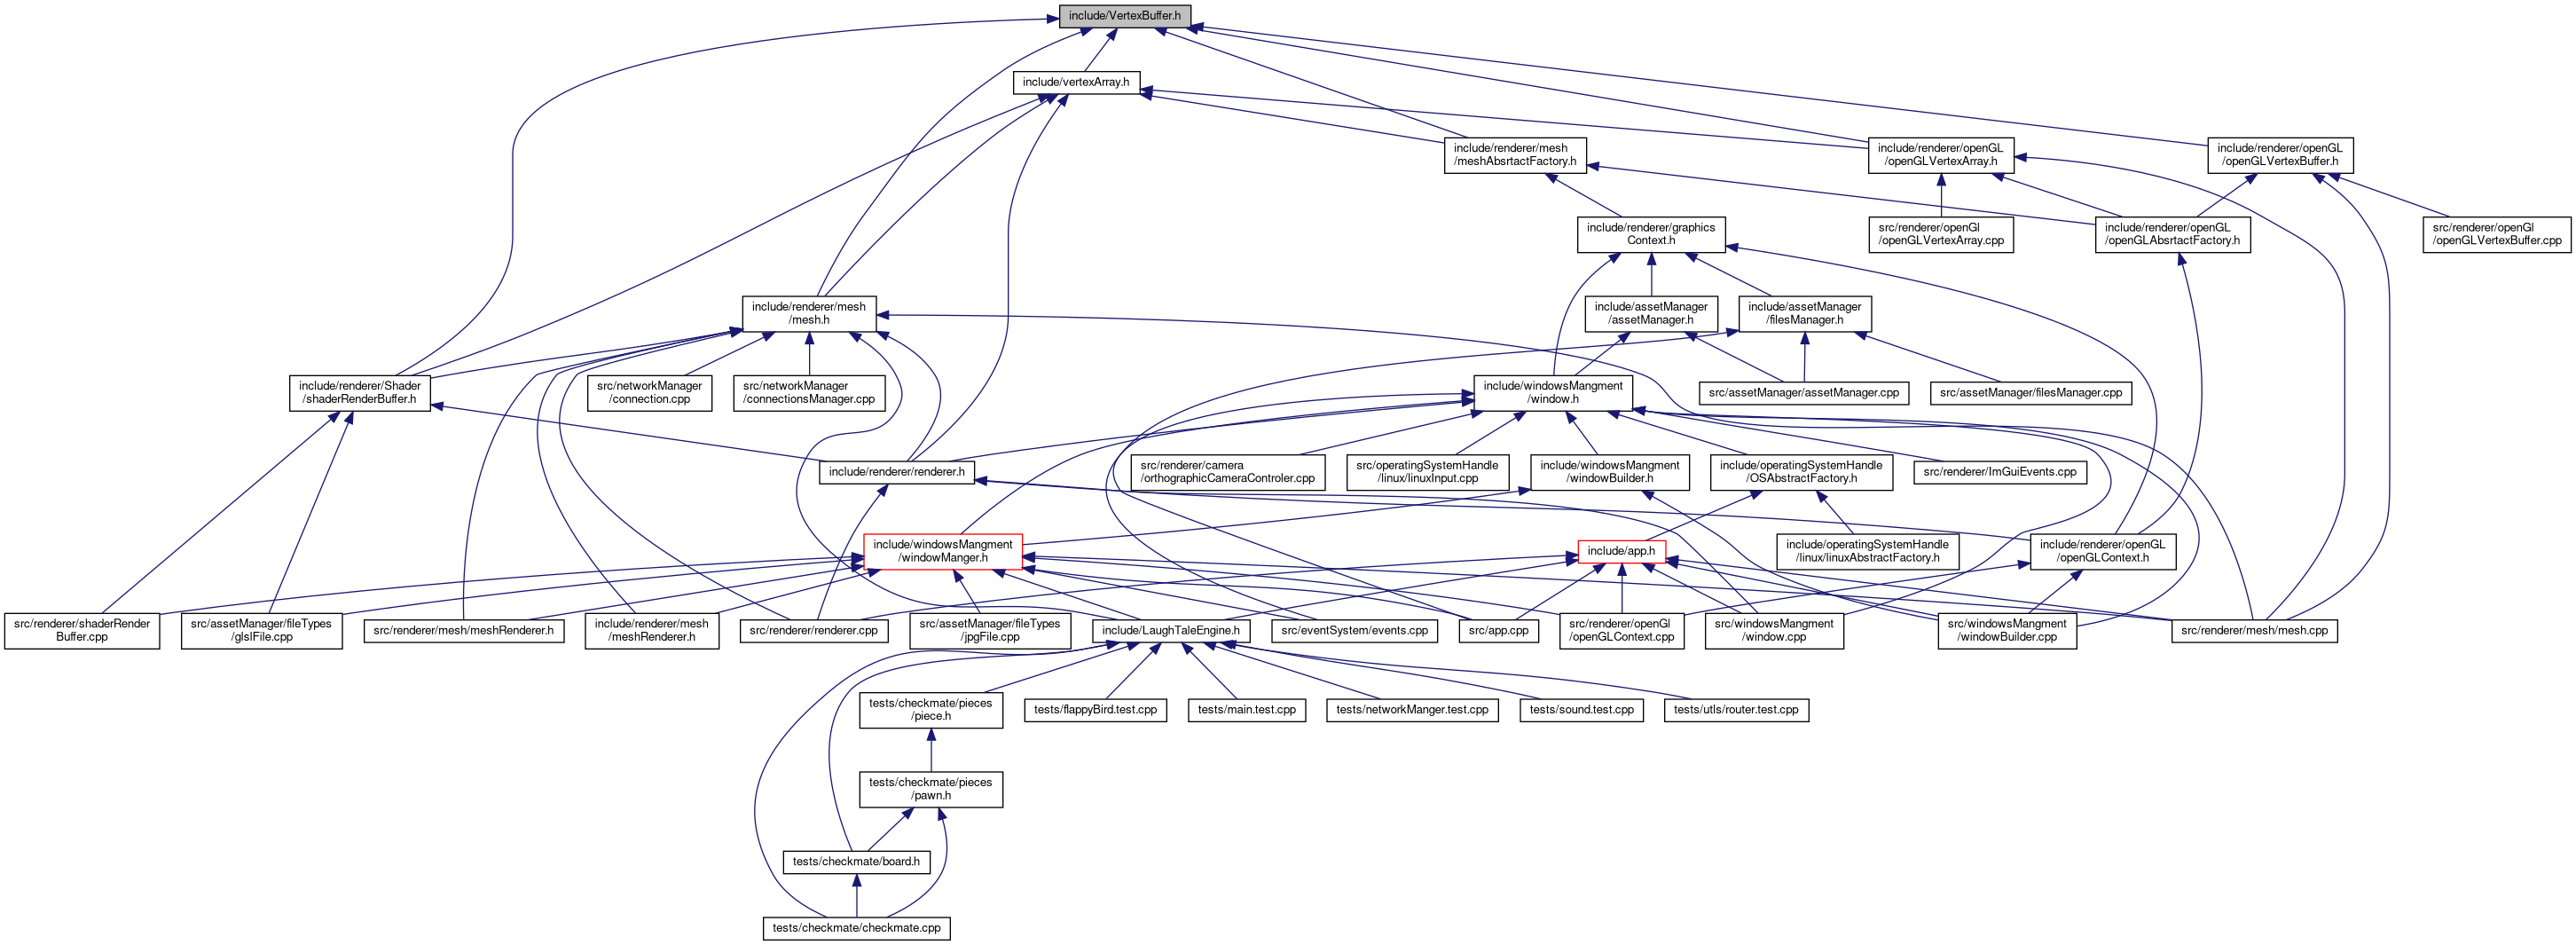 include/VertexBuffer.h
include/vertexArray.h
include/renderer/mesh
/meshAbsrtactFactory.h
include/renderer/openGL
/openGLVertexArray.h
include/renderer/openGL
/openGLVertexBuffer.h
include/renderer/graphics
Context.h
src/renderer/openGl
/openGLVertexArray.cpp
include/renderer/openGL
/openGLAbsrtactFactory.h
src/renderer/openGl
/openGLVertexBuffer.cpp
include/renderer/mesh
/mesh.h
include/assetManager
/assetManager.h
include/assetManager
/filesManager.h
include/renderer/Shader
/shaderRenderBuffer.h
src/networkManager
/connection.cpp
src/networkManager
/connectionsManager.cpp
include/windowsMangment
/window.h
src/assetManager/assetManager.cpp
src/assetManager/filesManager.cpp
include/renderer/renderer.h
src/renderer/camera
/orthographicCameraControler.cpp
src/operatingSystemHandle
/linux/linuxInput.cpp
include/windowsMangment
/windowBuilder.h
include/operatingSystemHandle
/OSAbstractFactory.h
src/renderer/ImGuiEvents.cpp
include/windowsMangment
/windowManger.h
include/app.h
include/operatingSystemHandle
/linux/linuxAbstractFactory.h
include/renderer/openGL
/openGLContext.h
src/renderer/shaderRender
Buffer.cpp
src/assetManager/fileTypes
/glslFile.cpp
src/renderer/mesh/meshRenderer.h
include/renderer/mesh
/meshRenderer.h
src/renderer/renderer.cpp
src/assetManager/fileTypes
/jpgFile.cpp
include/LaughTaleEngine.h
src/eventSystem/events.cpp
src/app.cpp
src/renderer/openGl
/openGLContext.cpp
src/windowsMangment
/window.cpp
src/windowsMangment
/windowBuilder.cpp
src/renderer/mesh/mesh.cpp
tests/checkmate/pieces
/piece.h
tests/flappyBird.test.cpp
tests/main.test.cpp
tests/networkManger.test.cpp
tests/sound.test.cpp
tests/utls/router.test.cpp
tests/checkmate/pieces
/pawn.h
tests/checkmate/board.h
tests/checkmate/checkmate.cpp